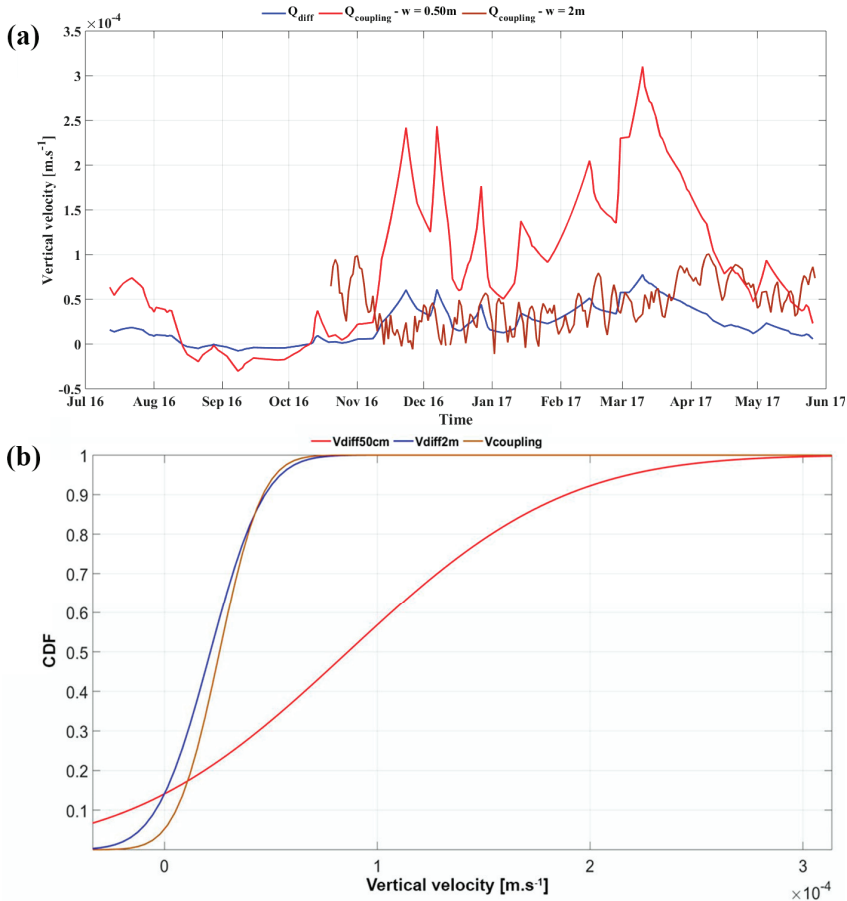 Q_diff Q_coupling - w = 0.50m Q_coupling - w = 2m
(a)
×10⁻⁴
3.5
3
2.5
2
1.5
1
0.5
0
-0.5
Vertical velocity [m.s⁻¹]
Jul 16 Aug 16 Sep 16 Oct 16 Nov 16 Dec 16 Jan 17 Feb 17 Mar 17 Apr 17 May 17 Jun 17
Time
(b)
Vdiff50cm Vdiff2m Vcoupling
1
0.9
0.8
0.7
0.6
0.5
0.4
0.3
0.2
0.1
CDF
0 1 2 3
Vertical velocity [m.s⁻¹]
×10⁻⁴